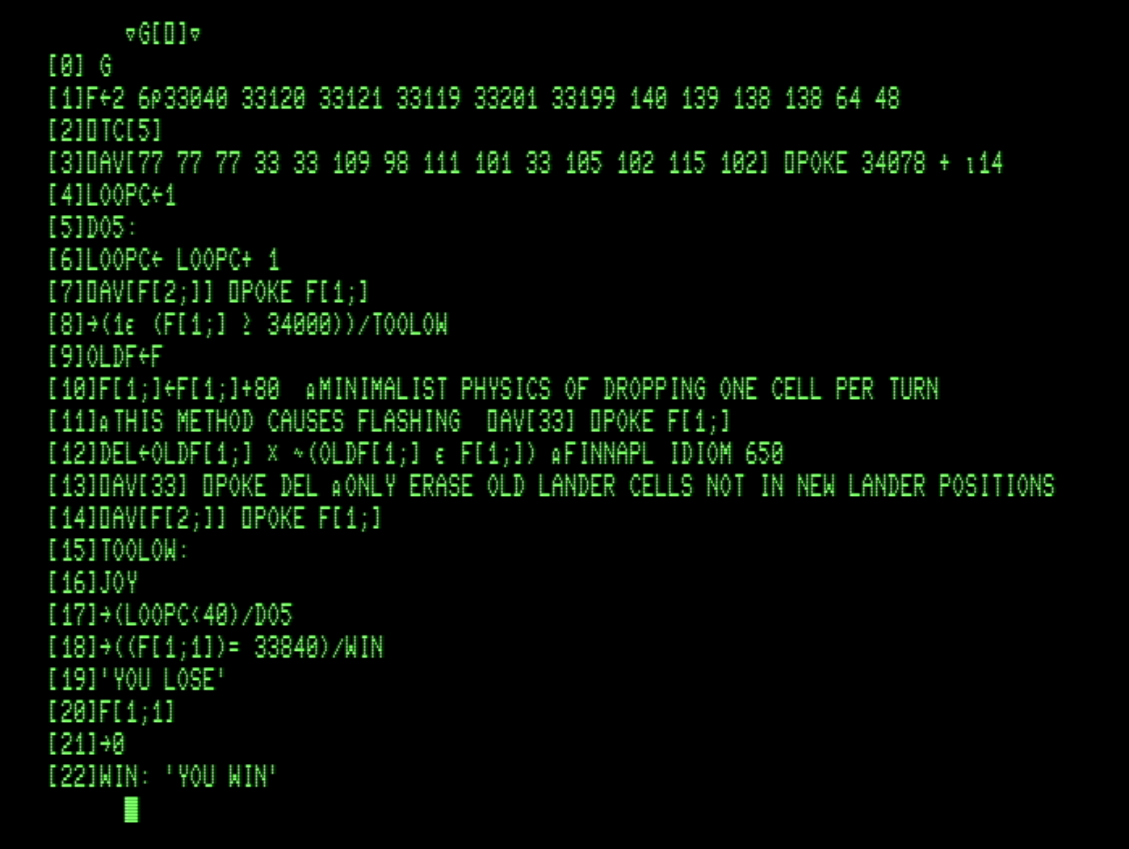 ∇G[⎕]∇
[0] G
[1]F←2 6⍴33040 33120 33121 33119 33201 33199 140 139 138 138 64 48
[2]⎕TC[5]
[3]⎕AV[77 77 77 33 33 109 98 111 101 33 105 102 115 102] ⎕POKE 34078 + ⍳14
[4]LOOPC←1
[5]DO5:
[6]LOOPC← LOOPC+ 1
[7]⎕AV[F[2;]] ⎕POKE F[1;]
[8]→(1∊ (F[1;] ≥ 34000))/TOOLOW
[9]OLDF←F
[10]F[1;]←F[1;]+80  ⍝MINIMALIST PHYSICS OF DROPPING ONE CELL PER TURN
[11]⍝THIS METHOD CAUSES FLASHING  ⎕AV[33] ⎕POKE F[1;]
[12]DEL←OLDF[1;] × ~(OLDF[1;] ∊ F[1;]) ⍝FINNAPL IDIOM 650
[13]⎕AV[33] ⎕POKE DEL ⍝ONLY ERASE OLD LANDER CELLS NOT IN NEW LANDER POSITIONS
[14]⎕AV[F[2;]] ⎕POKE F[1;]
[15]TOOLOW:
[16]JOY
[17]→(LOOPC<40)/DO5
[18]→((F[1;1])= 33840)/WIN
[19]'YOU LOSE'
[20]F[1;1]
[21]→0
[22]WIN: 'YOU WIN'